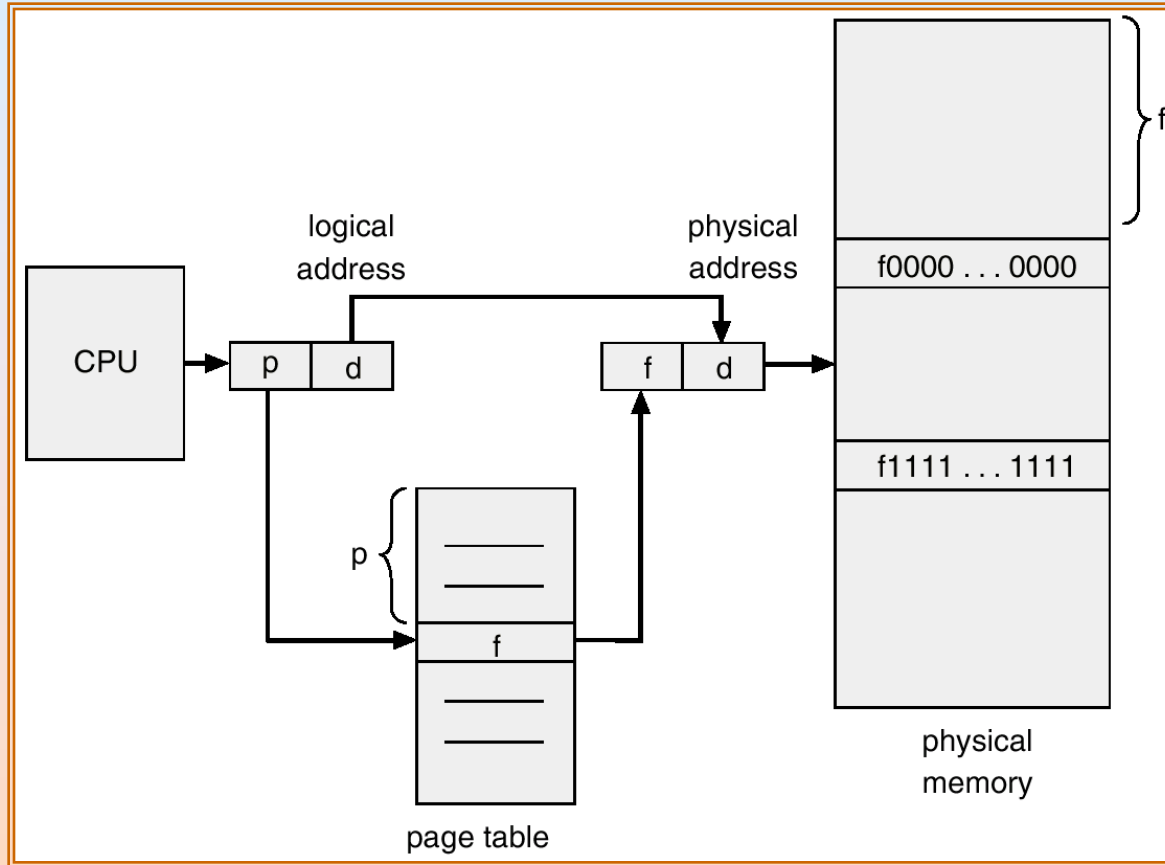 f
logical
address
physical
address
f0000 . . . 0000
CPU
p
d
f
d
f1111 . . . 1111
p
f
physical
memory
page table